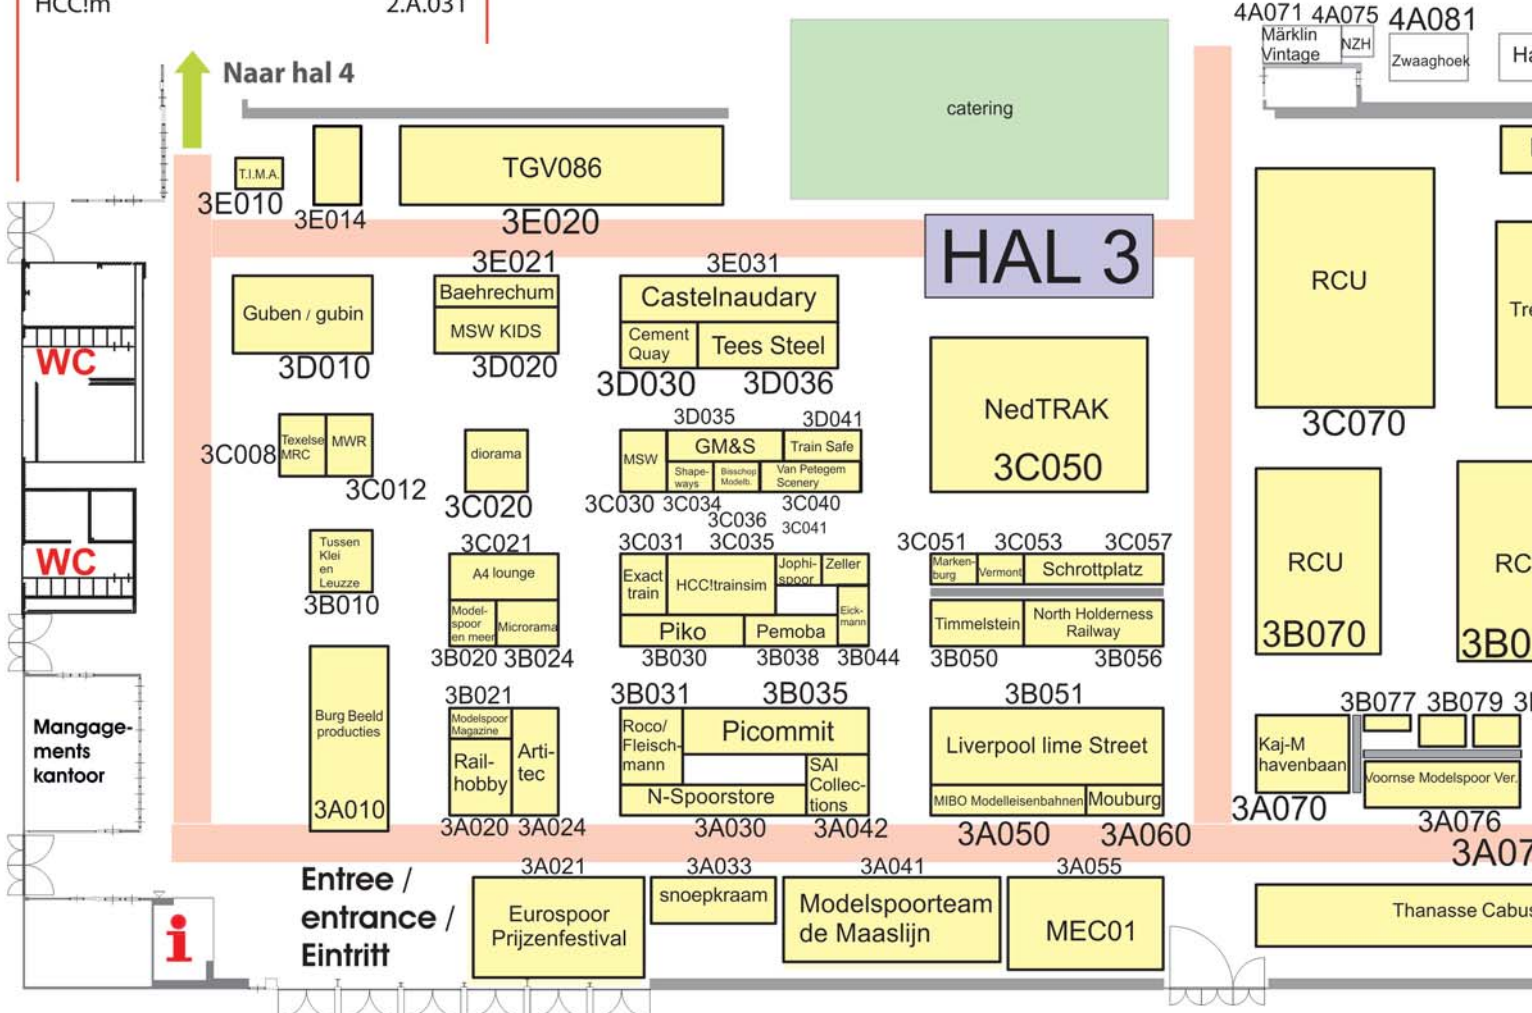 HCC!m 2.A.031
Naar hal 4
catering
4A071 4A075 4A081
Märklin
Vintage
NZH
Zwaaghoek
T.I.M.A.
3E010
3E014
TGV086
3E020
HAL 3
RCU
3C070
3E021
Baehrechum
MSW KIDS
3D020
3E031
Castelnaudary
Cement
Quay
Tees Steel
3D030
3D036
Guben / gubin
3D010
WC
NedTRAK
3C050
3C008
Texelse
MRC
MWR
3C012
diorama
3C020
3D035
3D041
MSW
GM&S
Train Safe
Shape-
ways
Bisschop
Modelb.
Van Petegem
Scenery
3C030
3C034
3C040
3C036
3C041
WC
Tussen
Klei
en
Leuzze
3B010
3C021
A4 lounge
Model-
spoor
en meer
Microrama
3B020
3B024
3C031
3C035
Exact
train
HCC!trainsim
Jophi-
spoor
Zeller
Eick-
mann
Piko
Pemoba
3B030
3B038
3B044
3C051
3C053
3C057
Marken-
burg
Vermont
Schrottplatz
Timmelstein
North Holderness
Railway
3B050
3B056
RCU
3B070
Mangage-
ments
kantoor
Burg Beeld
producties
3A010
3B021
Modelspoor
Magazine
Rail-
hobby
Arti-
tec
3A020
3A024
3B031
3B035
Roco/
Fleisch-
mann
Picommit
SAI
Collec-
tions
N-Spoorstore
3A030
3A042
3B051
Liverpool lime Street
MIBO Modelleisenbahnen
Mouburg
3A050
3A060
3B077
3B079
Kaj-M
havenbaan
Voornse Modelspoor Ver.
3A070
3A076
i
Entree /
entrance /
Eintritt
3A021
Eurospoor
Prijzenfestival
3A033
snoepkraam
3A041
Modelspoorteam
de Maaslijn
3A055
MEC01
Thanasse